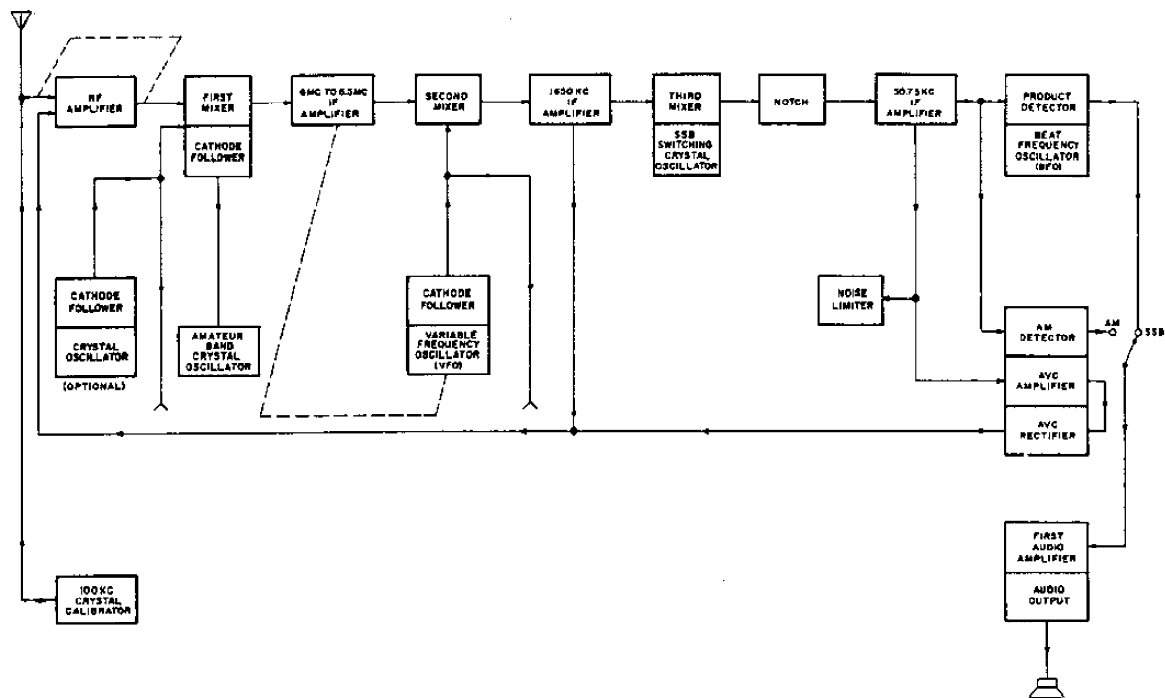 RF
AMPLIFIER
FIRST
MIXER
CATHODE
FOLLOWER
6MC TO 6.5MC
IF
AMPLIFIER
SECOND
MIXER
1650 KC
IF AMPLIFIER
THIRD
MIXER
SSB
SWITCHING
CRYSTAL
OSCILLATOR
NOTCH
50.75KC
IF
AMPLIFIER
PRODUCT
DETECTOR
BEAT
FREQUENCY
OSCILLATOR
(BFO)
CATHODE
FOLLOWER
CRYSTAL
OSCILLATOR
(OPTIONAL)
AMATEUR
BAND
CRYSTAL
OSCILLATOR
CATHODE
FOLLOWER
VARIABLE
FREQUENCY
OSCILLATOR
(VFO)
NOISE
LIMITER
AM
DETECTOR
AM
SSB
AVC
AMPLIFIER
AVC
RECTIFIER
FIRST
AUDIO
AMPLIFIER
AUDIO
OUTPUT
100KC
CRYSTAL
CALIBRATOR